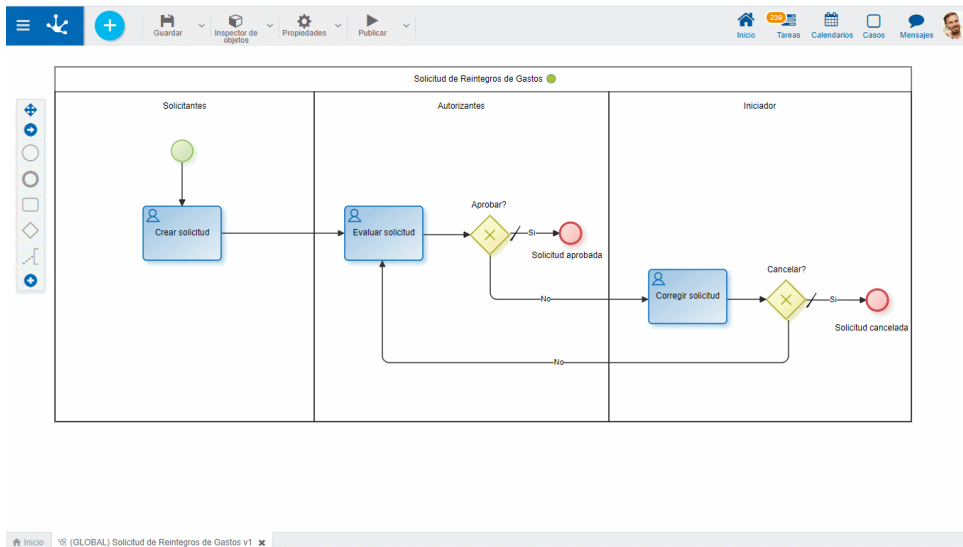 Guardar
Inspector de
objetos
Propiedades
Publicar
Inicio
239
Tareas
Calendarios
Casos
Mensajes
Solicitud de Reintegros de Gastos
Solicitantes
Autorizantes
Iniciador
Crear solicitud
Evaluar solicitud
Aprobar?
Si
Solicitud aprobada
No
Corregir solicitud
Cancelar?
Si
Solicitud cancelada
No
Inicio
(GLOBAL) Solicitud de Reintegros de Gastos v1